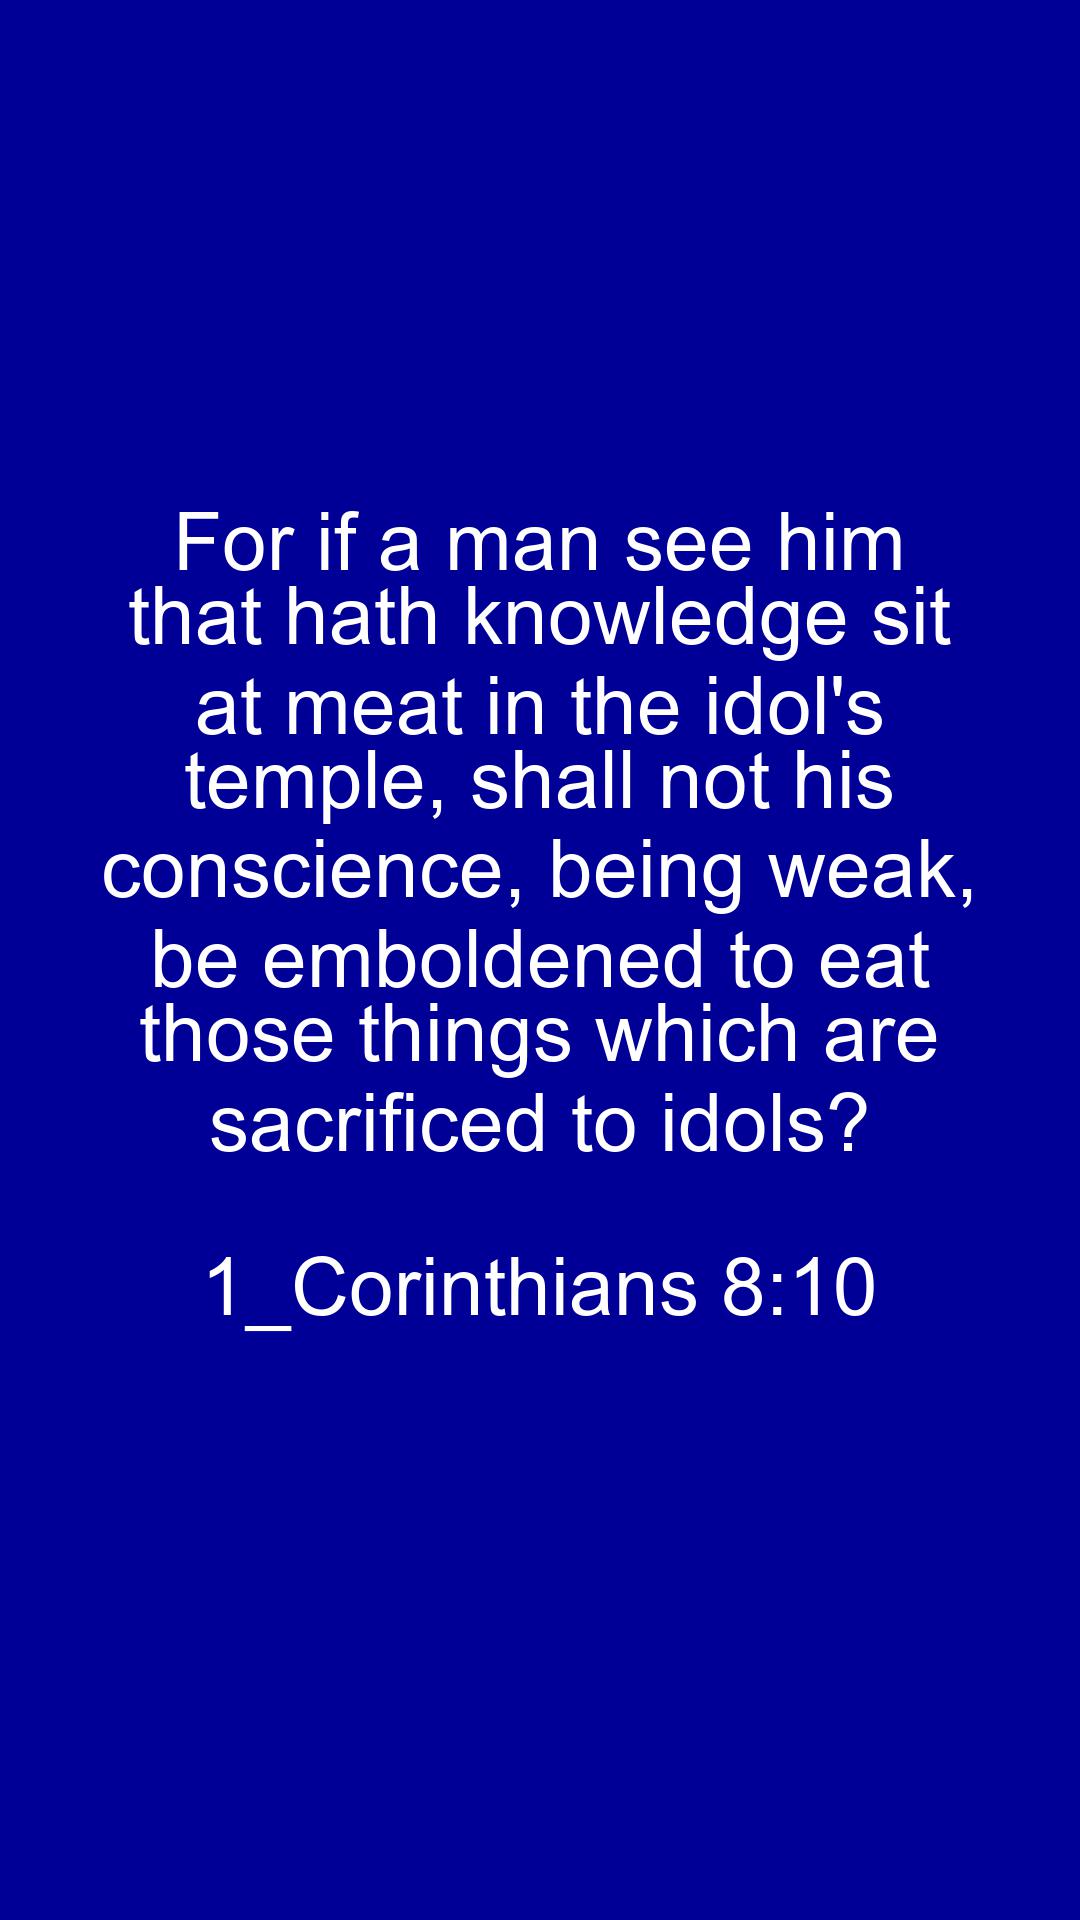 For if a man see him
that hath knowledge sit
at meat in the idol's
temple, shall not his
conscience, being weak,
be emboldened to eat
those things which are
sacrificed to idols?
1_Corinthians 8:10